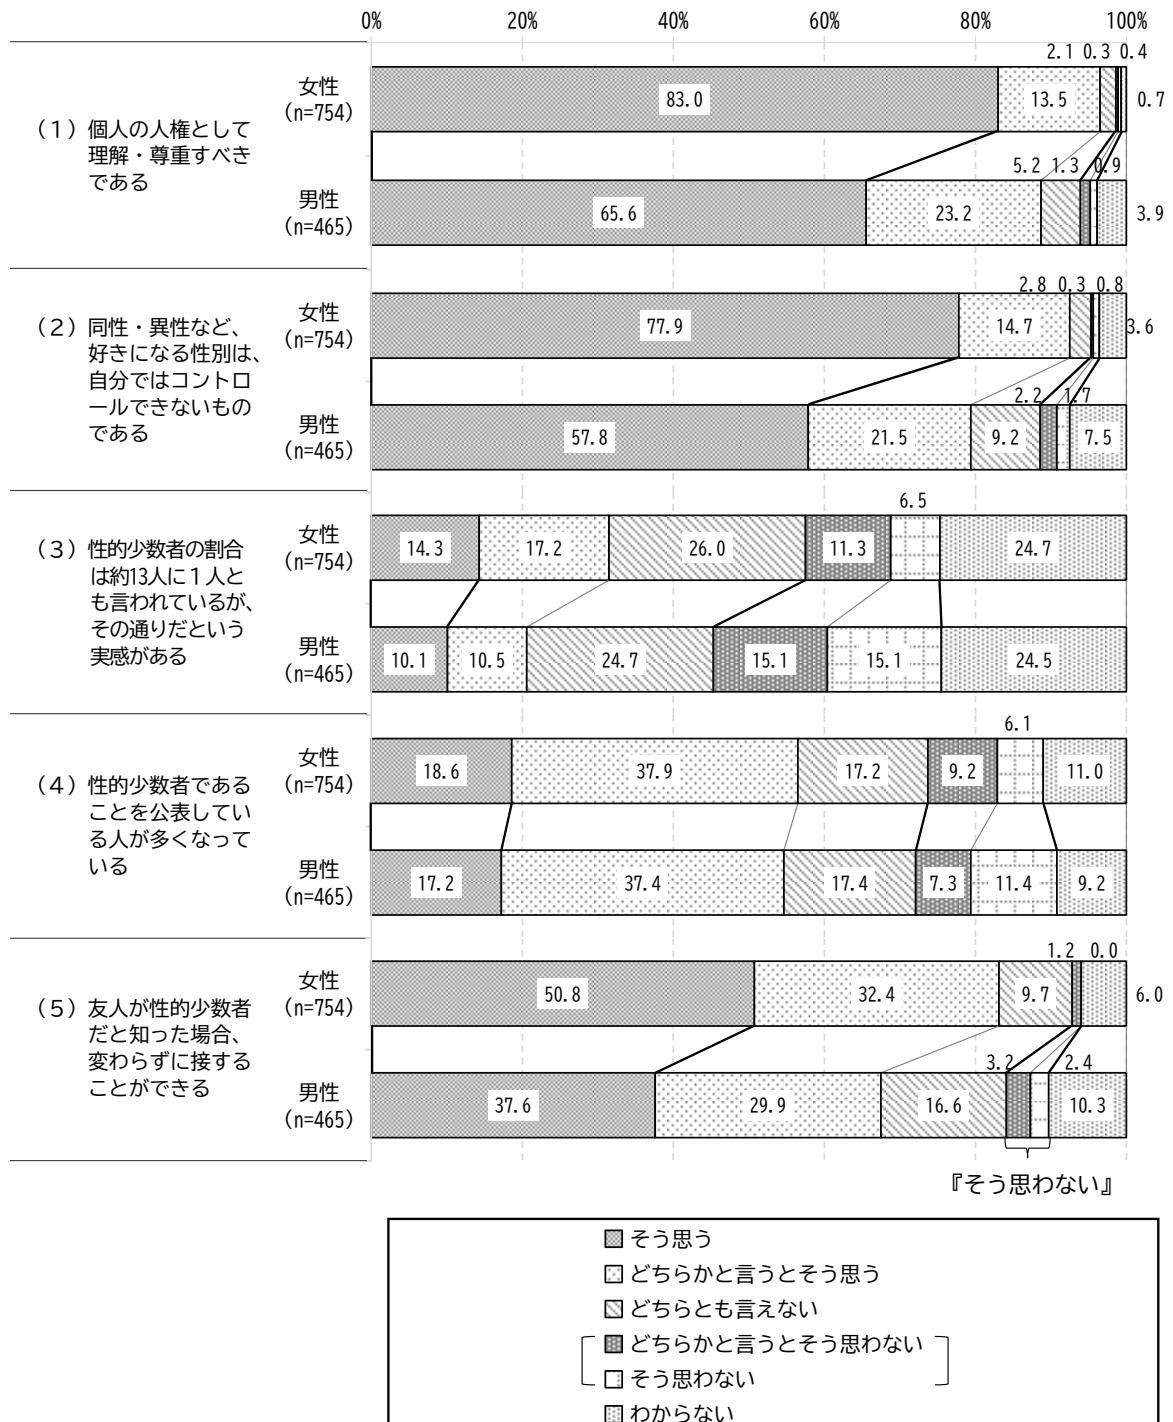 0% 20% 40% 60% 80% 100%
2.1 0.3 0.4
女性
(n=754)
83.0 13.5 0.7
(1) 個人の人権として
理解・尊重すべき
である
5.2 1.3 0.9
男性
(n=465)
65.6 23.2 3.9
2.8 0.3 0.8
女性
(n=754)
77.9 14.7 3.6
(2) 同性・異性など、
好きになる性別は、
自分ではコントロ
ールできないもの
である
2.2 1.7
男性
(n=465)
57.8 21.5 9.2 7.5
6.5
女性
(n=754)
14.3 17.2 26.0 11.3 24.7
(3) 性的少数者の割合
は約13人に1人と
も言われているが、
その通りだという
実感がある
男性
(n=465)
10.1 10.5 24.7 15.1 15.1 24.5
6.1
女性
(n=754)
18.6 37.9 17.2 9.2 11.0
(4) 性的少数者である
ことを公表してい
る人が多くなって
いる
男性
(n=465)
17.2 37.4 17.4 7.3 11.4 9.2
1.2 0.0
女性
(n=754)
50.8 32.4 9.7 6.0
(5) 友人が性的少数者
だと知った場合、
変わらずに接する
ことができる
3.2 2.4
男性
(n=465)
37.6 29.9 16.6 10.3
『そう思わない』
そう思う
どちらかと言うとそう思う
どちらとも言えない
どちらかと言うとそう思わない
そう思わない
わからない